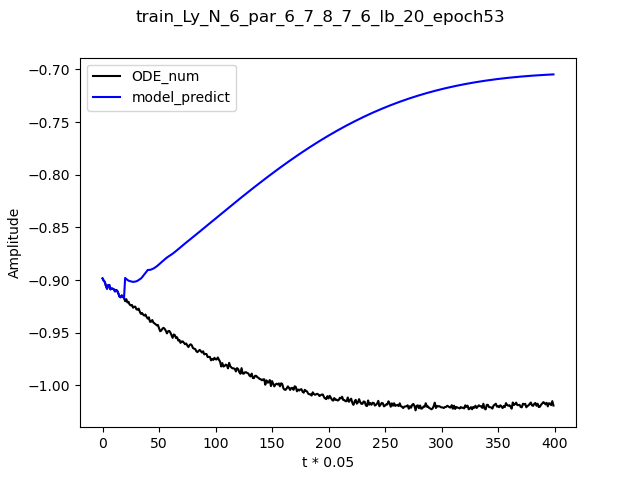 train_Ly_N_6_par_6_7_8_7_6_lb_20_epoch53
ODE_num
model_predict
−0.70
−0.75
−0.80
−0.85
−0.90
−0.95
−1.00
Amplitude
0 50 100 150 200 250 300 350 400
t * 0.05